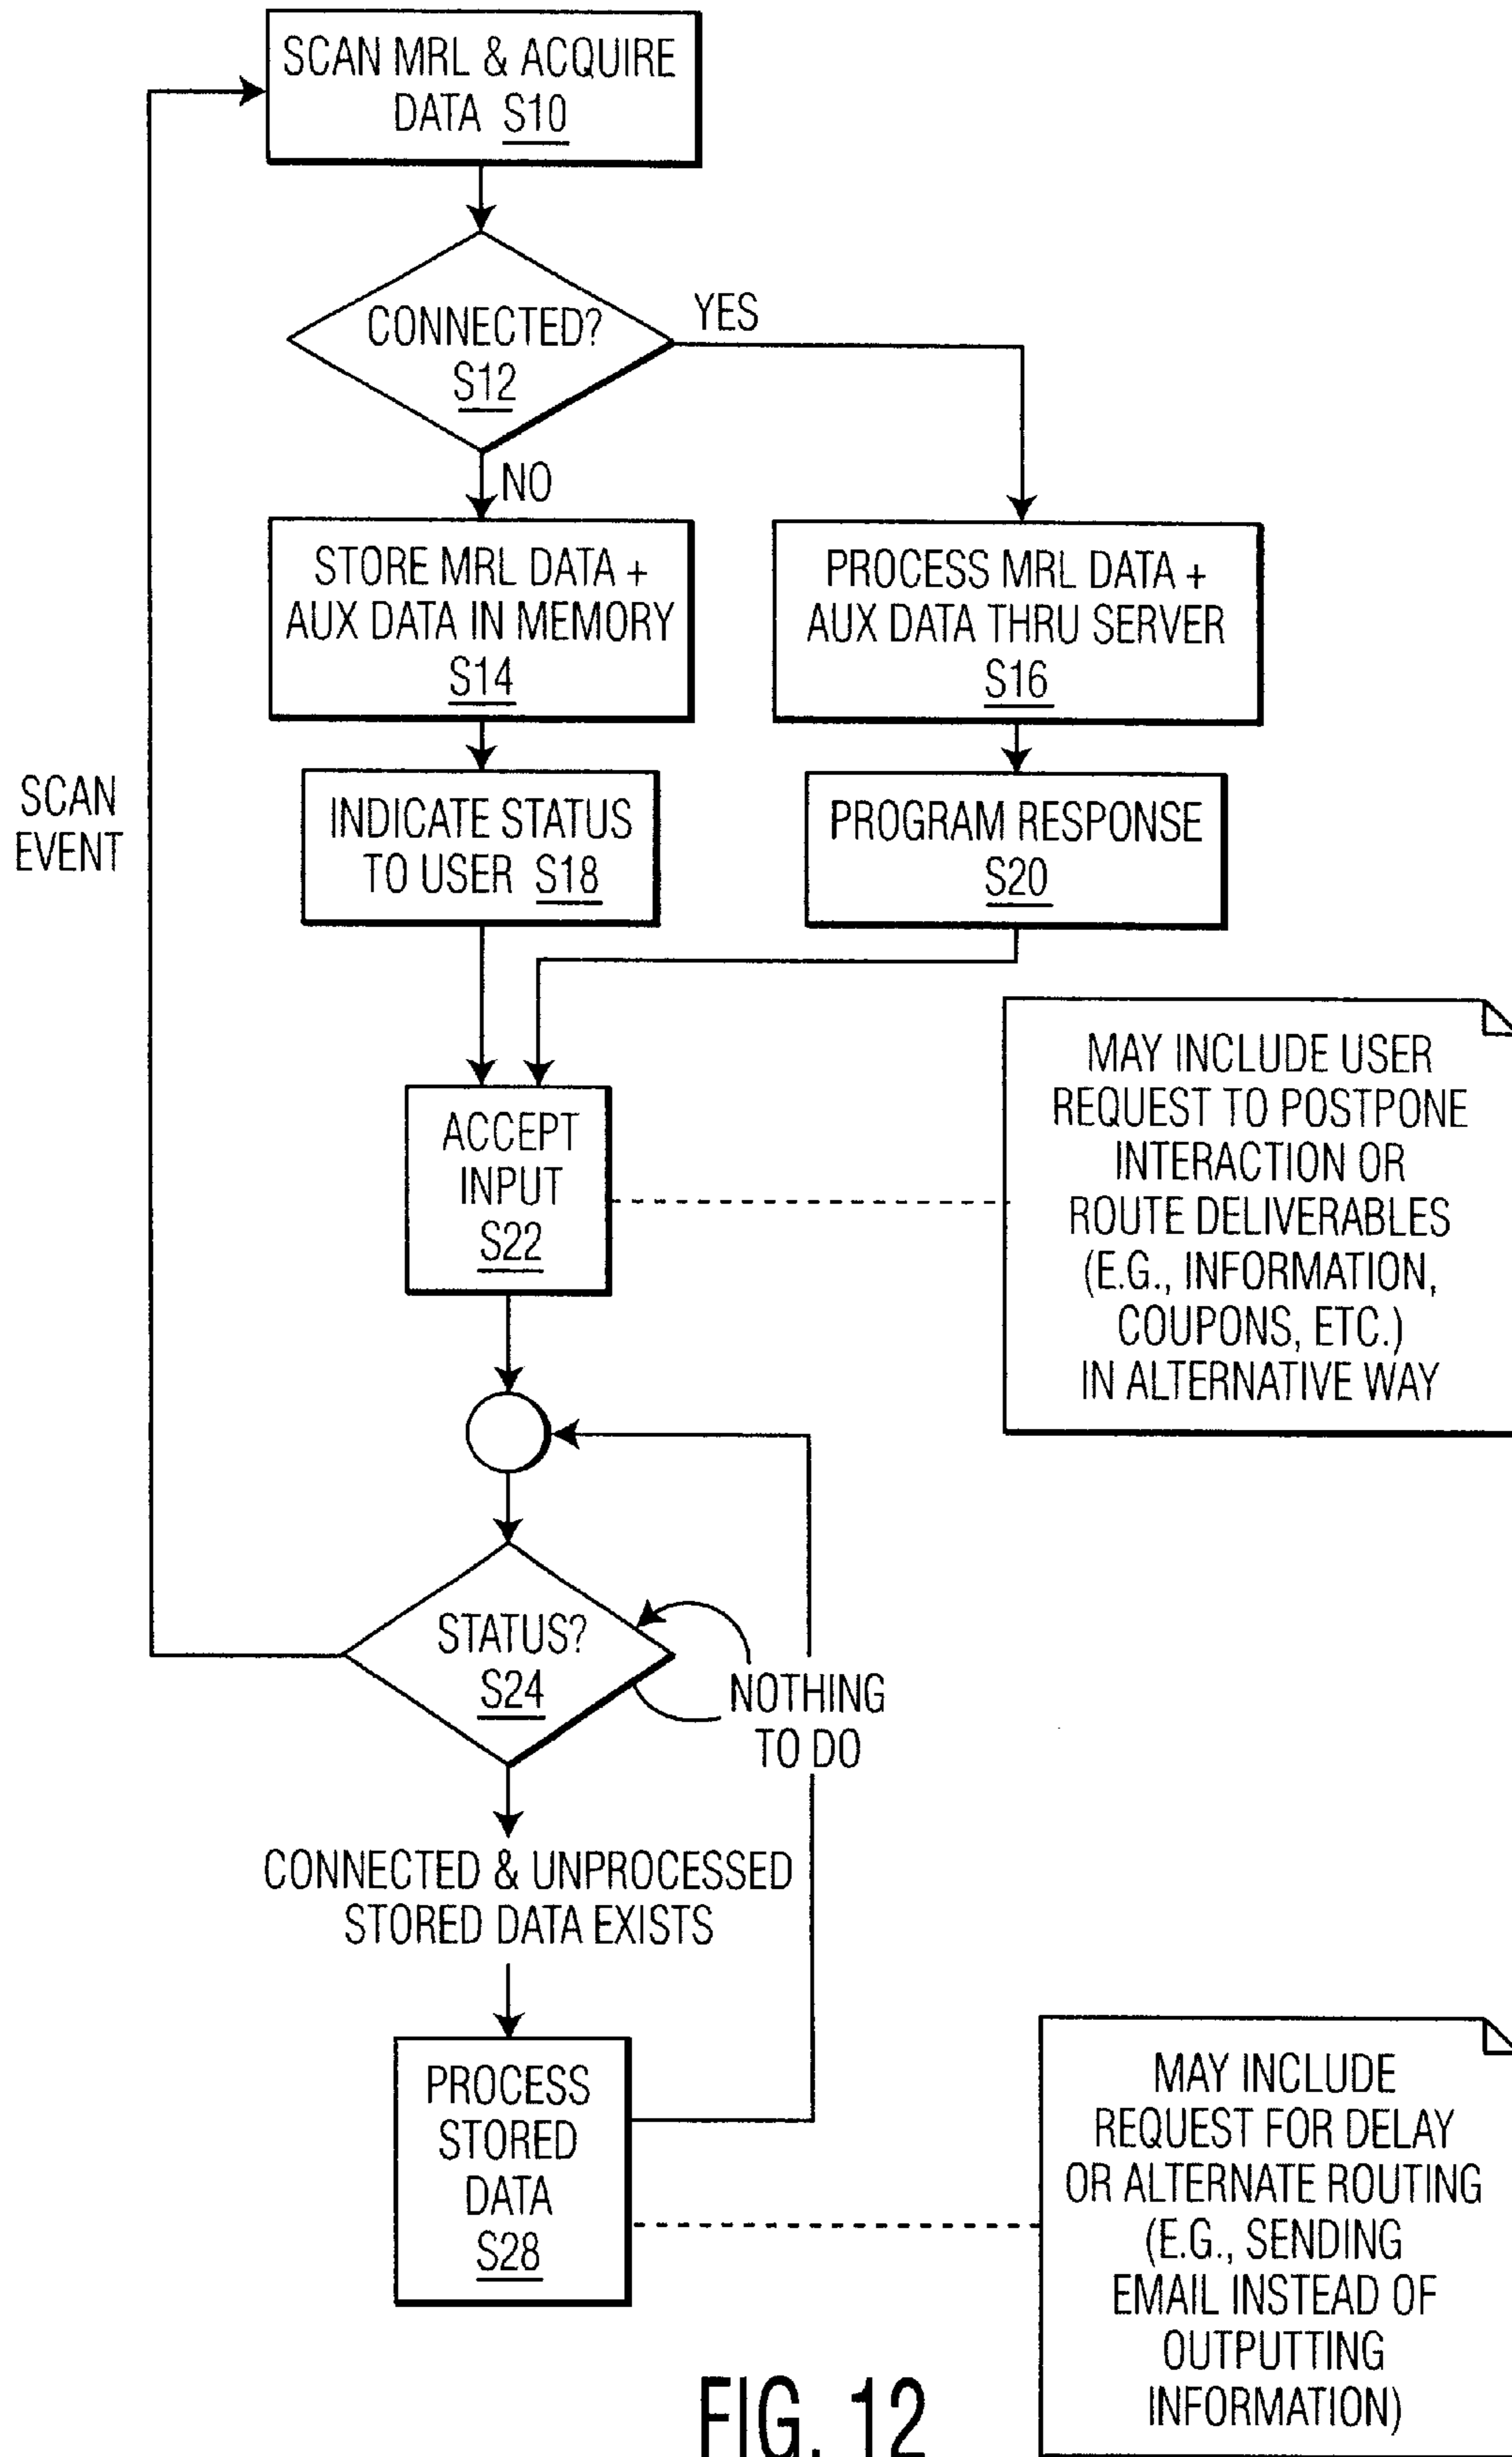 SCAN MRL & ACQUIRE
DATA S10
CONNECTED?
S12
YES
NO
STORE MRL DATA +
AUX DATA IN MEMORY
S14
PROCESS MRL DATA +
AUX DATA THRU SERVER
S16
SCAN
EVENT
INDICATE STATUS
TO USER S18
PROGRAM RESPONSE
S20
ACCEPT
INPUT
S22
MAY INCLUDE USER
REQUEST TO POSTPONE
INTERACTION OR
ROUTE DELIVERABLES
(E.G., INFORMATION,
COUPONS, ETC.)
IN ALTERNATIVE WAY
STATUS?
S24
NOTHING
TO DO
CONNECTED & UNPROCESSED
STORED DATA EXISTS
PROCESS
STORED
DATA
S28
MAY INCLUDE
REQUEST FOR DELAY
OR ALTERNATE ROUTING
(E.G., SENDING
EMAIL INSTEAD OF
OUTPUTTING
INFORMATION)
FIG. 12